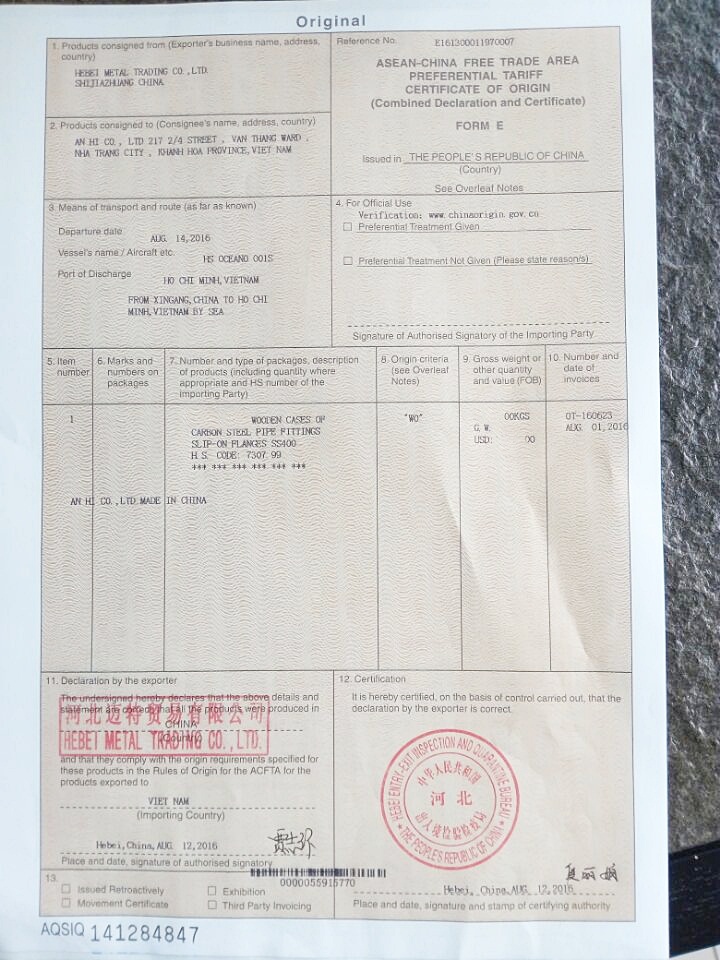 Original
1. Products consigned from (Exporter's business name, address,
country)
HEBEI METAL TRADING CO.,LTD.
SHIJIAZHUANG CHINA.
Reference No. E161300011970007
ASEAN-CHINA FREE TRADE AREA
PREFERENTIAL TARIFF
CERTIFICATE OF ORIGIN
(Combined Declaration and Certificate)
FORM E
Issued in THE PEOPLE'S REPUBLIC OF CHINA
(Country)
See Overleaf Notes
2. Products consigned to (Consignee's name, address, country)
AN HI CO., LTD 217 2/4 STREET , VAN THANG WARD ,
NHA TRANG CITY , KHANH HOA PROVINCE,VIET NAM
3. Means of transport and route (as far as known)
Departure date
AUG. 14,2016
Vessel's name / Aircraft etc.
HS OCEANO 001S
Port of Discharge
HO CHI MINH,VIETNAM
FROM XINGANG,CHINA TO HO CHI
MINH,VIETNAM BY SEA
4. For Official Use
Verification: www.chinaorigin.gov.cn
Preferential Treatment Given
Preferential Treatment Not Given (Please state reason/s)
Signature of Authorised Signatory of the Importing Party
5. Item
number
6. Marks and
numbers on
packages
7. Number and type of packages, description
of products (including quantity where
appropriate and HS number of the
importing Party)
8. Origin criteria
(see Overleaf
Notes)
9. Gross weight or
other quantity
and value (FOB)
10. Number and
date of
invoices
1
WOODEN CASES OF
CARBON STEEL PIPE FITTINGS
SLIP-ON FLANGES SS400
H.S. CODE: 7307.99
*** *** *** *** *** ***
"WO"
00KGS
G. W.
USD: 00
OT-160623
AUG. 01,2016
AN HI CO.,LTD MADE IN CHINA
11. Declaration by the exporter
The undersigned hereby declares that the above details and
statement are correct; that all the products were produced in
CHINA
(Country)
河北迈特贸易有限公司
HEBEI METAL TRADING CO.,LTD.
and that they comply with the origin requirements specified for
these products in the Rules of Origin for the ACFTA for the
products exported to
VIET NAM
(Importing Country)
Hebei,China,AUG. 12,2016
Place and date, signature of authorised signatory
12. Certification
It is hereby certified, on the basis of control carried out, that the
declaration by the exporter is correct.
HEBEI ENTRY-EXIT INSPECTION AND QUARANTINE BUREAU
THE PEOPLE'S REPUBLIC OF CHINA
中华人民共和国
河北
出入境检验检疫局
Hebei, China,AUG. 12,2016
Place and date, signature and stamp of certifying authority
0000055915770
13.
Issued Retroactively
Exhibition
Movement Certificate
Third Party Invoicing
AQSIQ 141284847